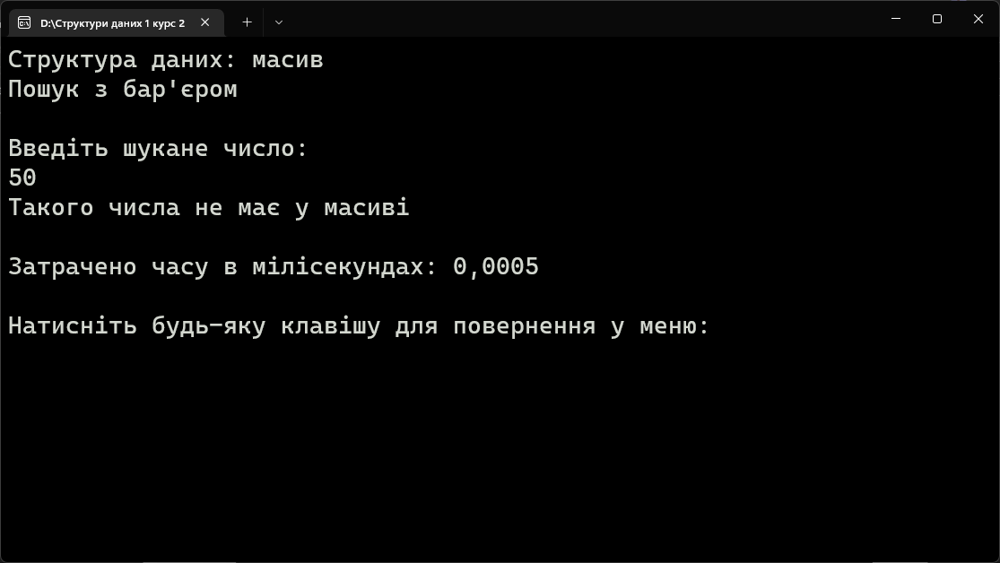 D:\Структури даних 1 курс 2
Структура даних: масив
Пошук з бар'єром
Введіть шукане число:
50
Такого числа не має у масиві
Затрачено часу в мілісекундах: 0,0005
Натисніть будь-яку клавішу для повернення у меню: